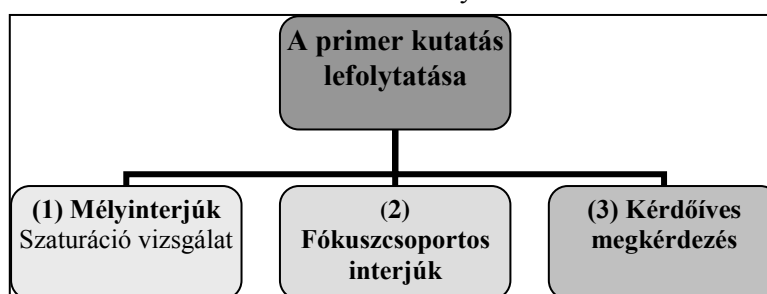 A primer kutatás
lefolytatása
(1) Mélyinterjúk
Szaturáció vizsgálat
(2)
Fókuszcsoportos
interjúk
(3) Kérdőíves
megkérdezés